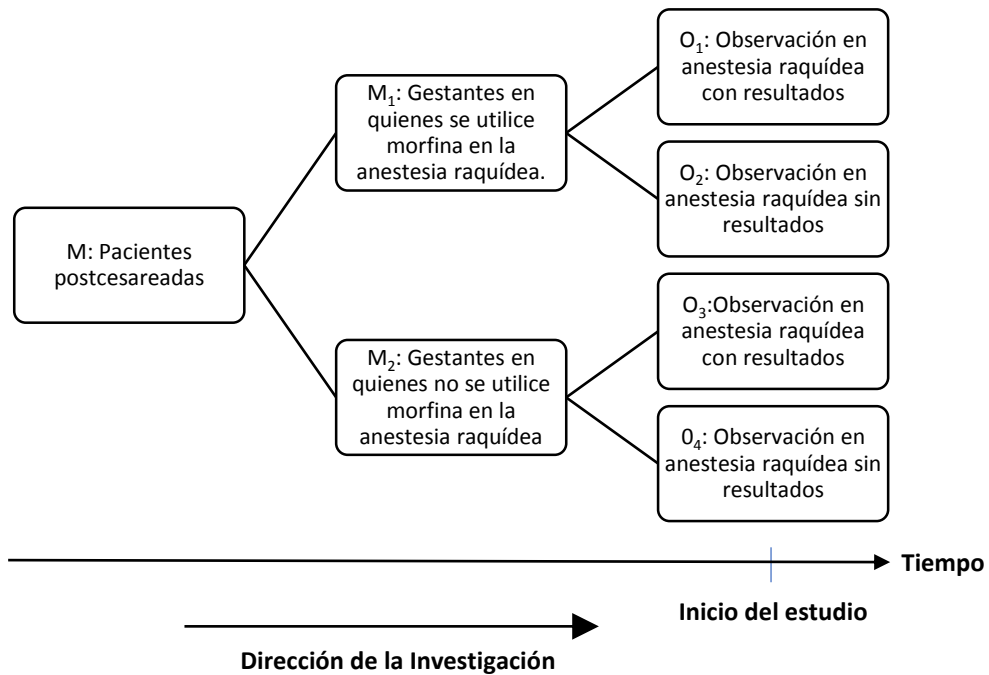 O₁: Observación en
anestesia raquídea
con resultados
M₁: Gestantes en
quienes se utilice
morfina en la
anestesia raquídea.
O₂: Observación en
anestesia raquídea sin
resultados
M: Pacientes
postcesareadas
O₃:Observación en
anestesia raquídea
con resultados
M₂: Gestantes en
quienes no se utilice
morfina en la
anestesia raquídea
0₄: Observación en
anestesia raquídea sin
resultados
Tiempo
Inicio del estudio
Dirección de la Investigación